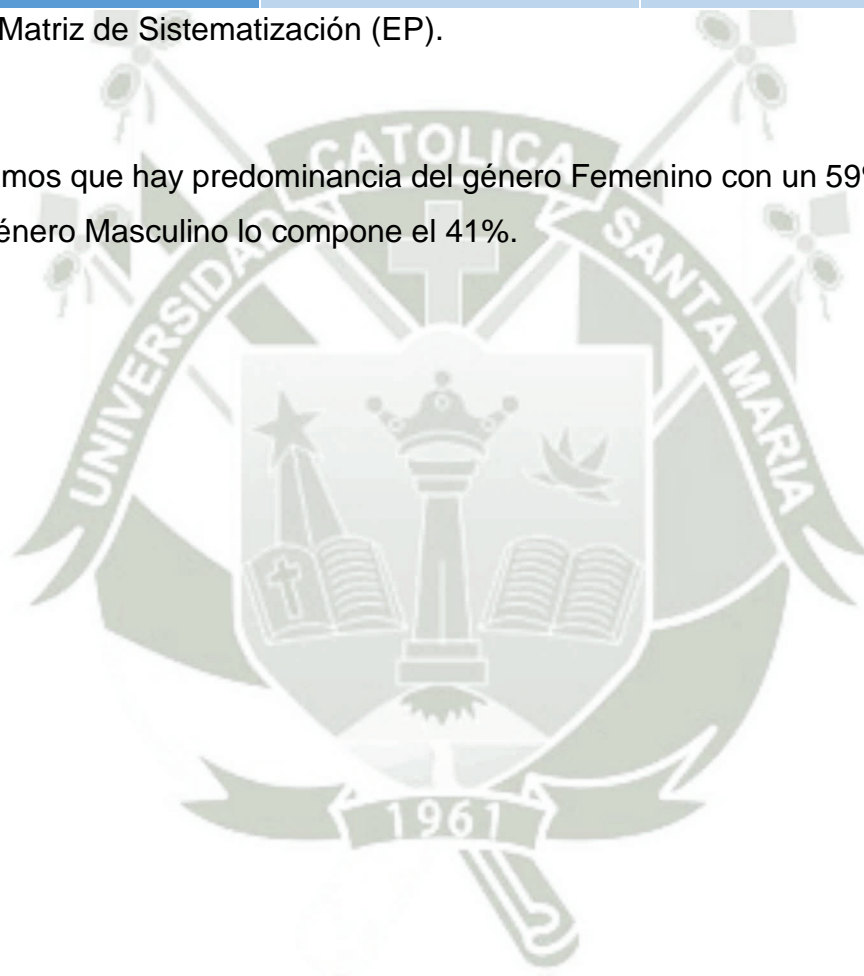 Matriz de Sistematización (EP).
mos que hay predominancia del género Femenino con un 59
énero Masculino lo compone el 41%.
UNIVERSIDAD CATOLICA SANTA MARIA
1961